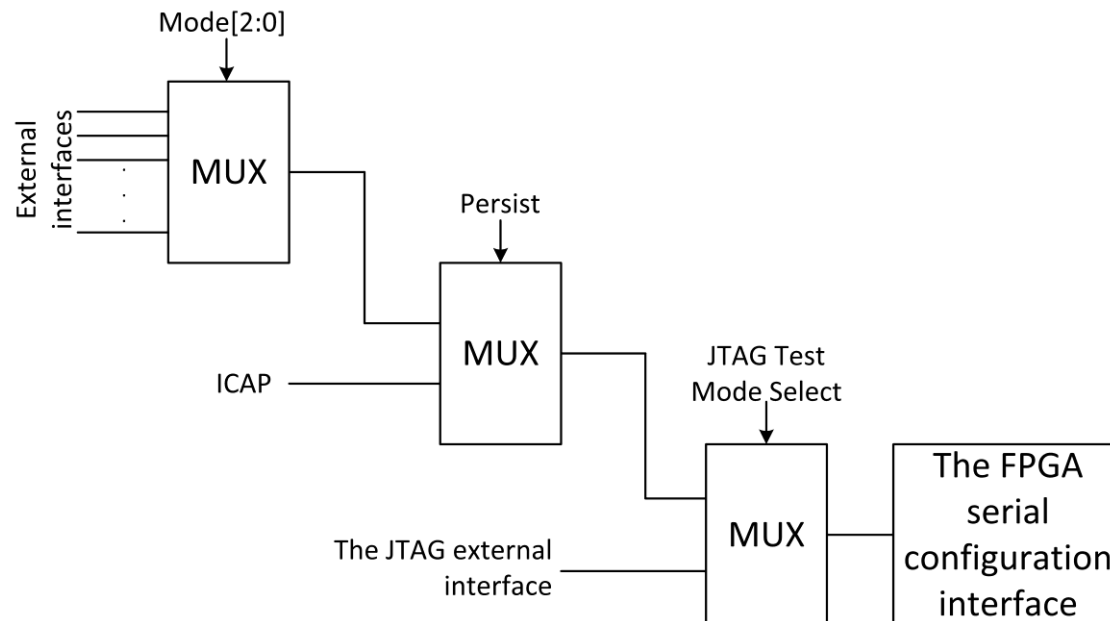 Mode[2:0]
External
interfaces
MUX
Persist
MUX
ICAP
JTAG Test
Mode Select
MUX
The JTAG external
interface
The FPGA
serial
configuration
interface